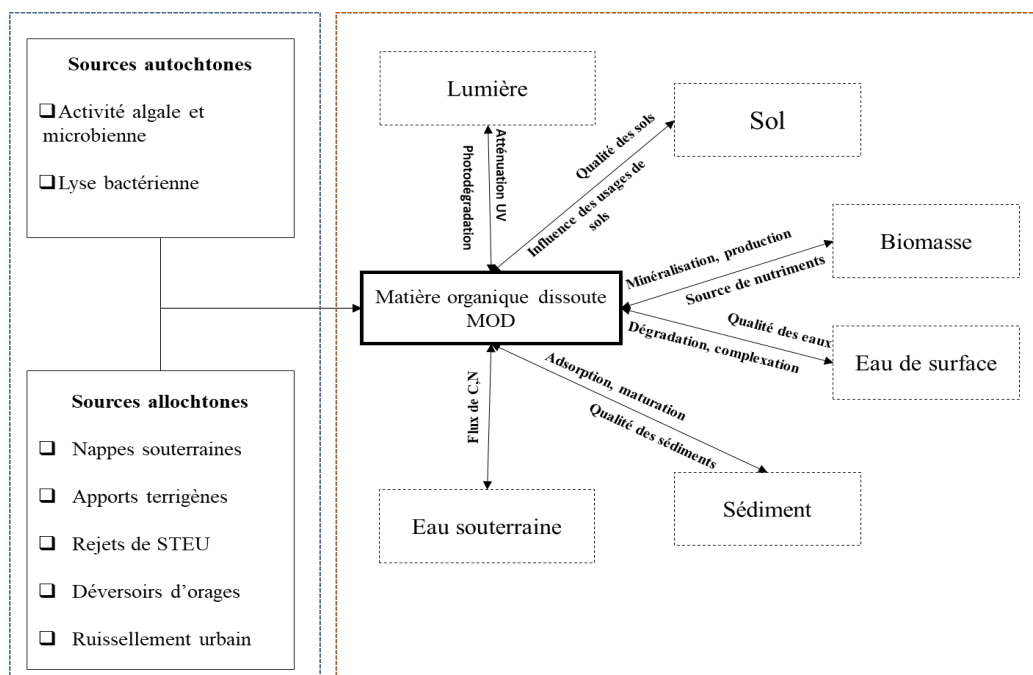 Sources autochtones
❑Activité algale et
microbienne
❑Lyse bactérienne
Sources allochtones
❑ Nappes souterraines
❑ Apports terrigènes
❑ Rejets de STEU
❑ Déversoirs d’orages
❑ Ruissellement urbain
Lumière
Atténuation UV
Photodégradation
Qualité des sols
Influence des usages de
sols
Sol
Minéralisation, production
Source de nutriments
Biomasse
Matière organique dissoute
MOD
Qualité des eaux
Dégradation, complexation
Eau de surface
Adsorption, maturation
Qualité des sédiments
Flux de C,N
Eau souterraine
Sédiment